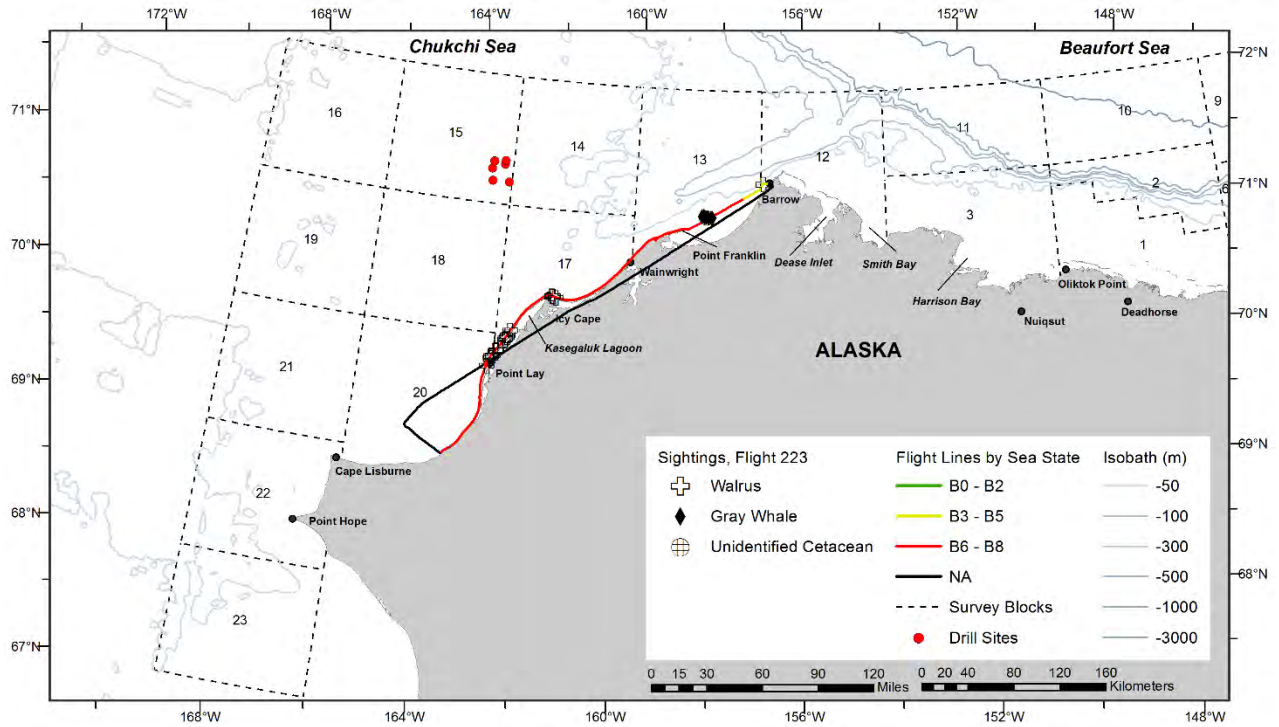 172°W 168°W 164°W 160°W 156°W 152°W 148°W
Chukchi Sea Beaufort Sea
72°N
71°N
9
10
16
15
11
14
13
12
71°N
2
6
Barrow
3
19
70°N
18
17
Point Franklin
Dease Inlet
Smith Bay
1
Wainwright
Oliktok Point
Harrison Bay
Deadhorse
Nuiqsut
70°N
Icy Cape
Kasegaluk Lagoon
ALASKA
21
69°N
Point Lay
20
69°N
Cape Lisburne
22
68°N
Point Hope
68°N
23
67°N
67°N
Sightings, Flight 223
Walrus
Gray Whale
Unidentified Cetacean
Flight Lines by Sea State
B0 - B2
B3 - B5
B6 - B8
NA
Survey Blocks
Drill Sites
Isobath (m)
-50
-100
-300
-500
-1000
-3000
0 15 30 60 90 120
Miles
0 20 40 80 120 160
Kilometers
168°W 164°W 160°W 156°W 152°W 148°W